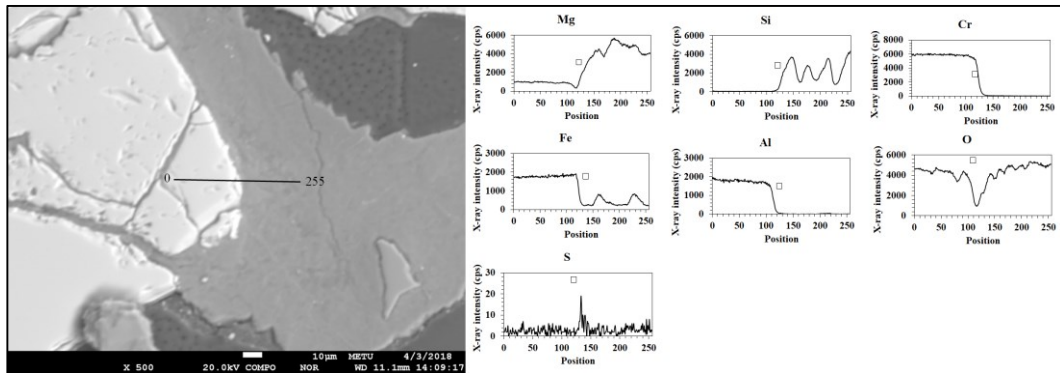 0 255
10µm METU 4/3/2018
X 500 20.0kV COMPO NOR WD 11.1mm 14:09:17
Mg
X-ray intensity (cps)
6000
4000
2000
0
0 50 100 150 200 250
Position
Si
X-ray intensity (cps)
6000
4000
2000
0
0 50 100 150 200 250
Position
Cr
X-ray intensity (cps)
8000
6000
4000
2000
0
0 50 100 150 200 250
Position
Fe
X-ray intensity (cps)
3000
2000
1000
0
0 50 100 150 200 250
Position
Al
X-ray intensity (cps)
3000
2000
1000
0
0 50 100 150 200 250
Position
O
X-ray intensity (cps)
6000
4000
2000
0
0 50 100 150 200 250
Position
S
X-ray intensity (cps)
30
20
10
0
0 50 100 150 200 250
Position